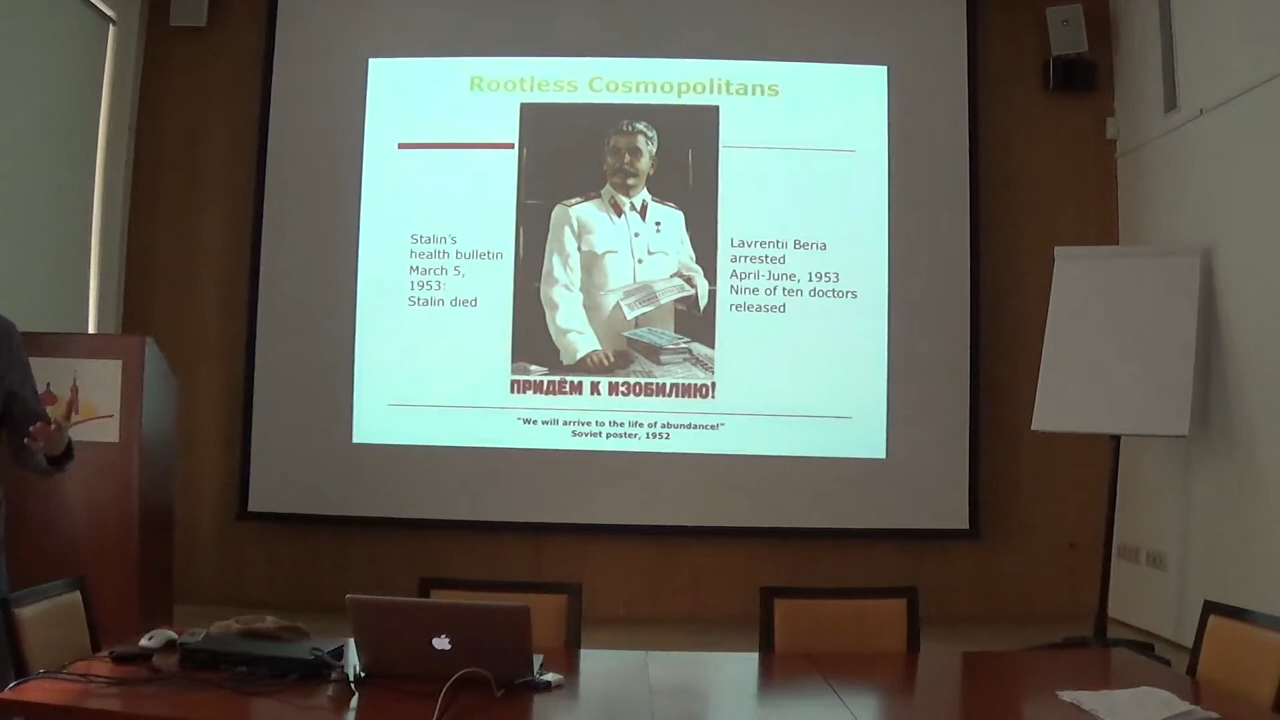 Rootless Cosmopolitans
Stalin's
health bulletin
March 5,
1953:
Stalin died
Lavrentii Beria
arrested
April-June, 1953
Nine of ten doctors
released
ПРИДЁМ К ИЗОБИЛИЮ!
"We will arrive to the life of abundance!"
Soviet poster, 1952